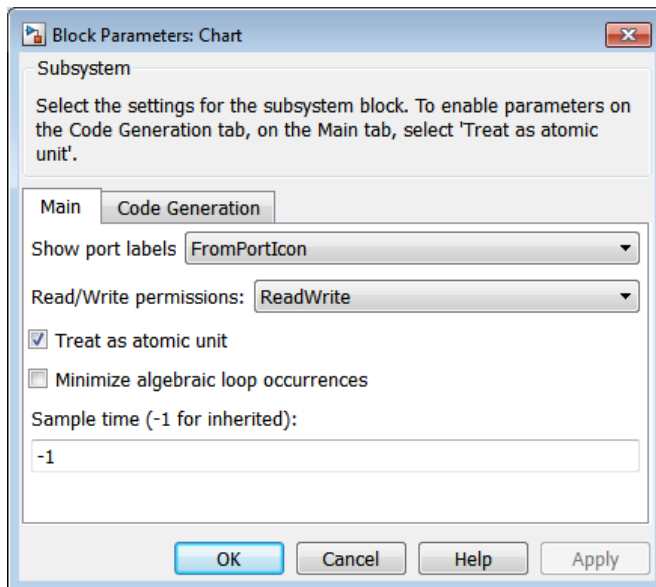 Block Parameters: Chart
Subsystem
Select the settings for the subsystem block. To enable parameters on
the Code Generation tab, on the Main tab, select 'Treat as atomic
unit'.
Main Code Generation
Show port labels FromPortIcon
Read/Write permissions: ReadWrite
Treat as atomic unit
Minimize algebraic loop occurrences
Sample time (-1 for inherited):
-1
OK Cancel Help Apply